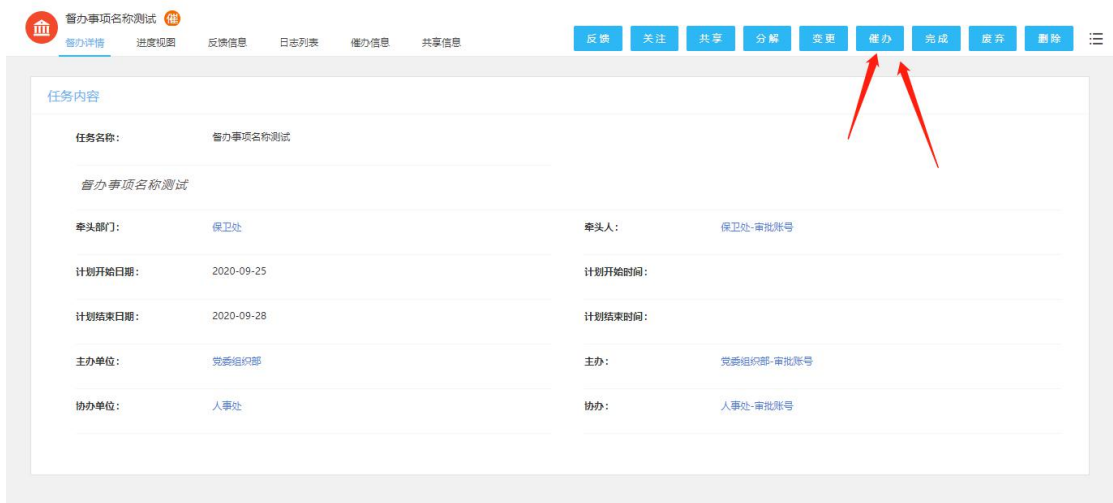 督办事项名称测试 催
督办详情 进度视图 反馈信息 日志列表 催办信息 共享信息
反馈 关注 共享 分解 变更 催办 完成 废弃 删除
任务内容
任务名称: 督办事项名称测试
督办事项名称测试
牵头部门: 保卫处 牵头人: 保卫处-审批账号
计划开始日期: 2020-09-25 计划开始时间:
计划结束日期: 2020-09-28 计划结束时间:
主办单位: 党委组织部 主办: 党委组织部-审批账号
协办单位: 人事处 协办: 人事处-审批账号